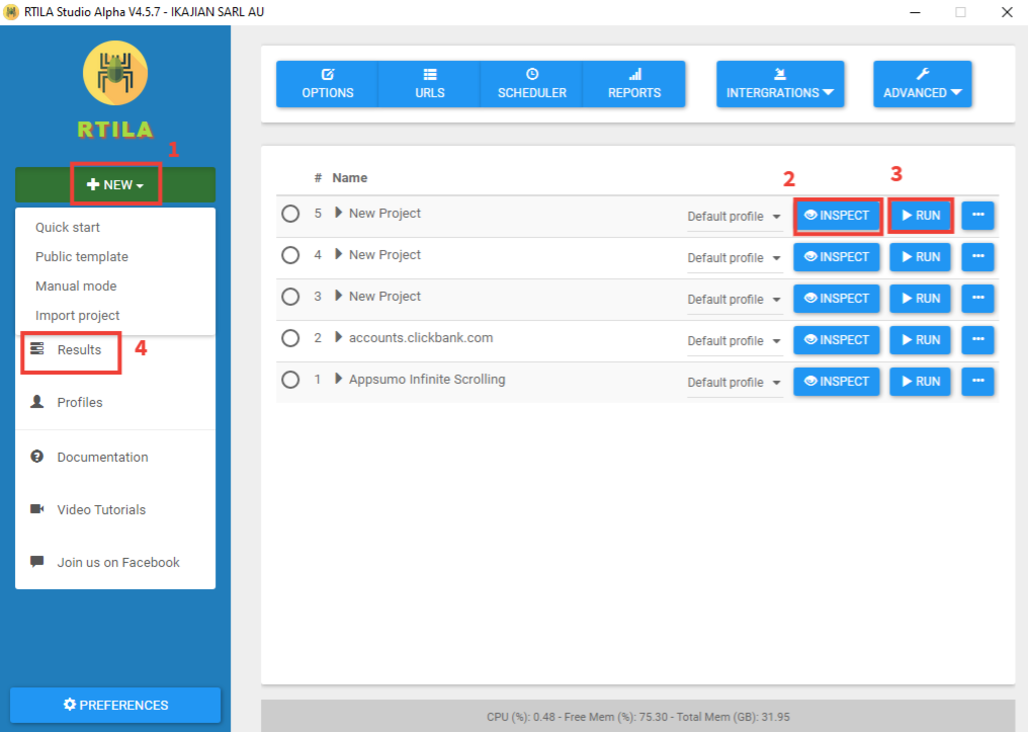 RTILA Studio Alpha V4.5.7 - IKAJIAN SARL AU
RTILA
1
NEW
Quick start
Public template
Manual mode
Import project
Results
4
Profiles
Documentation
Video Tutorials
Join us on Facebook
PREFERENCES
OPTIONS URLS SCHEDULER REPORTS INTERGRATIONS ADVANCED
# Name
2 3
5 New Project Default profile INSPECT RUN ...
4 New Project Default profile INSPECT RUN ...
3 New Project Default profile INSPECT RUN ...
2 accounts.clickbank.com Default profile INSPECT RUN ...
1 Appsumo Infinite Scrolling Default profile INSPECT RUN ...
CPU (%): 0.48 - Free Mem (%): 75.30 - Total Mem (GB): 31.95